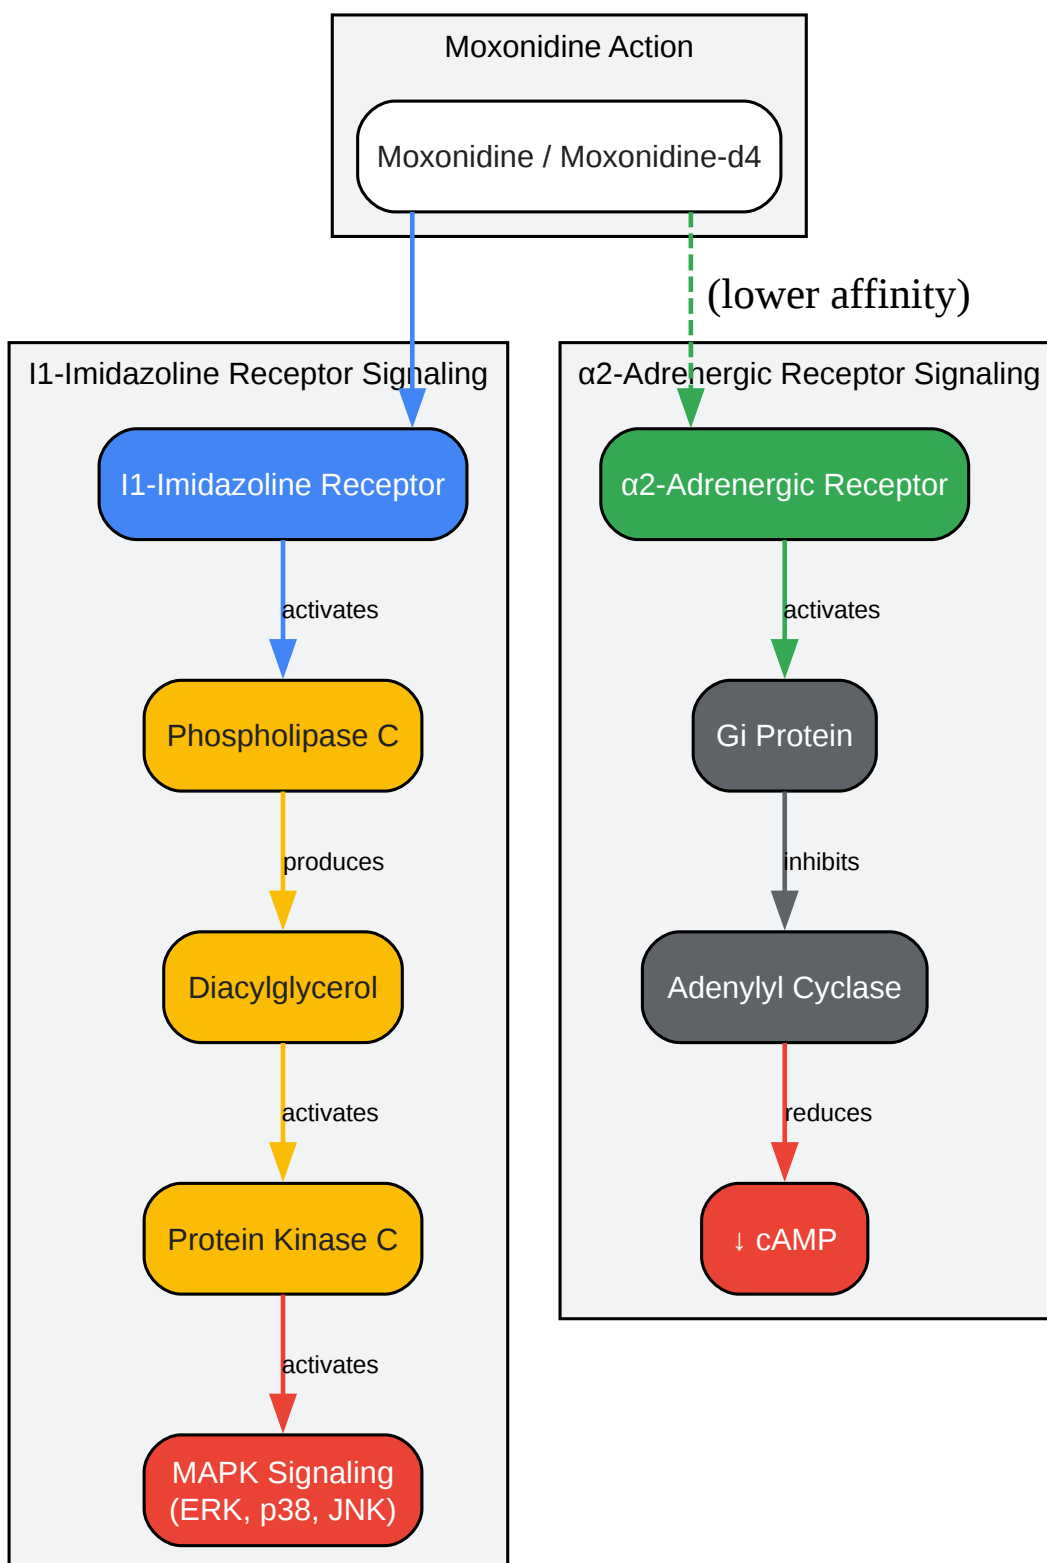 Moxonidine Action
Moxonidine / Moxonidine-d4
(lower affinity)
I1-Imidazoline Receptor Signaling
I1-Imidazoline Receptor
activates
Phospholipase C
produces
Diacylglycerol
activates
Protein Kinase C
activates
MAPK Signaling
(ERK, p38, JNK)
α2-Adrenergic Receptor Signaling
α2-Adrenergic Receptor
activates
Gi Protein
inhibits
Adenylyl Cyclase
reduces
↓ cAMP